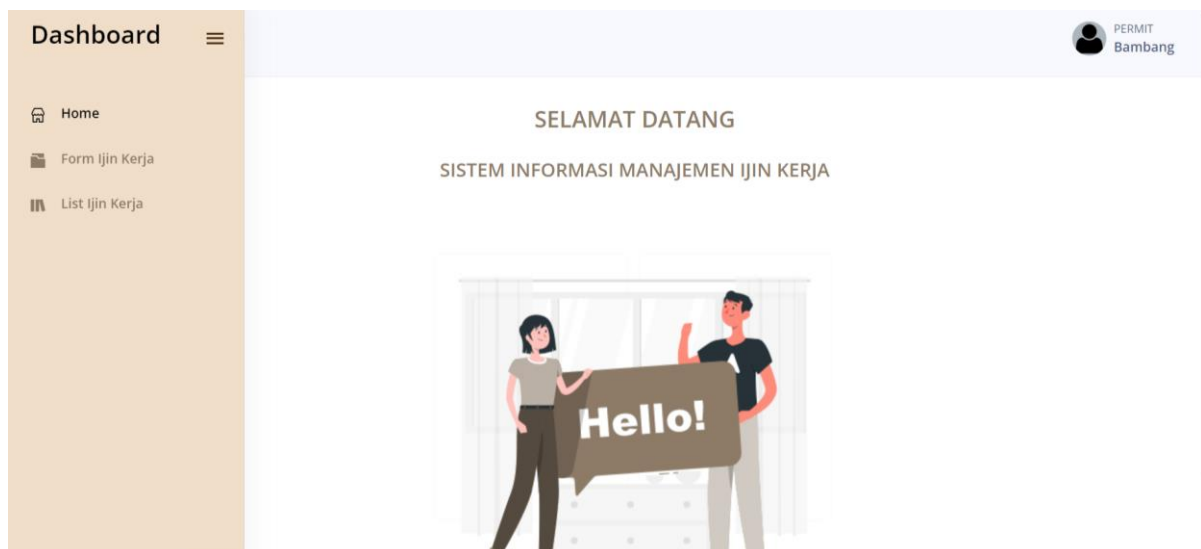 Dashboard
PERMIT
Bambang
Home
Form Ijin Kerja
List Ijin Kerja
SELAMAT DATANG
SISTEM INFORMASI MANAJEMEN IJIN KERJA
Hello!